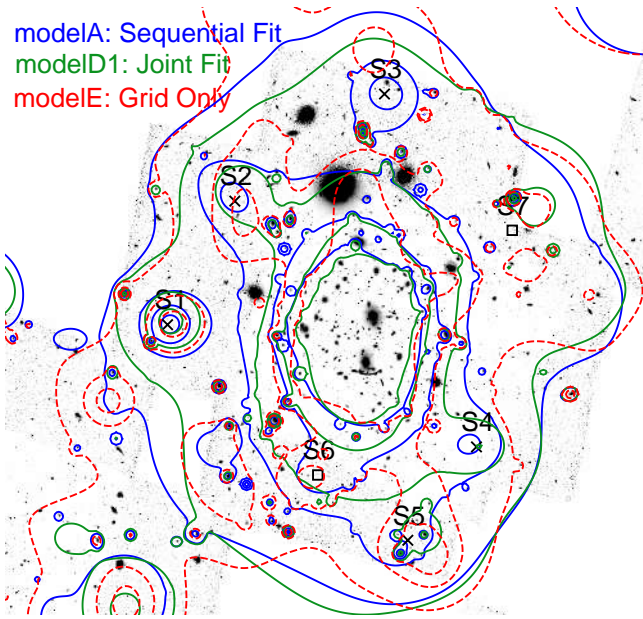 modelA: Sequential Fit
modelD1: Joint Fit
modelE: Grid Only
S3
S2
S7
S1
S4
S6
S5